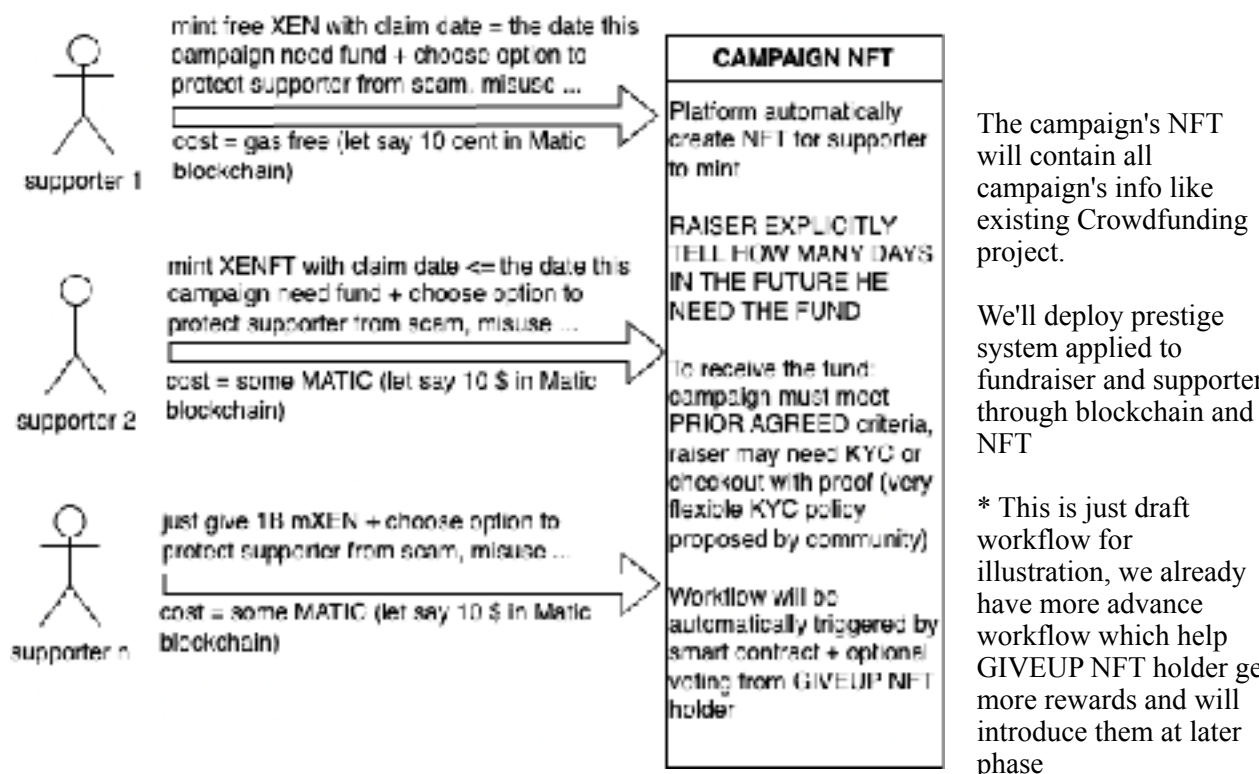 mint free XEN with claim date = the date this
campaign need fund + choose option to
protect supporter from scam, misuse ...
cost = gas free (let say 10 cent in Matic
blockchain)
supporter 1
mint XENFT with claim date <= the date this
campaign need fund + choose option to
protect supporter from scam, misuse ...
cost = some MATIC (let say 10 $ in Matic
blockchain)
supporter 2
just give 1B mXEN + choose option to
protect supporter from scam, misuse ...
cost = some MATIC (let say 10 $ in Matic
blockchain)
supporter n
CAMPAIGN NFT
Platform automatically
create NFT for supporter
to mint
RAISER EXPLICITLY
TELL HOW MANY DAYS
IN THE FUTURE HE
NEED THE FUND
To receive the fund:
campaign must meet
PRIOR AGREED criteria,
raiser may need KYC or
checkout with proof (very
flexible KYC policy
proposed by community)
Workflow will be
automatically triggered by
smart contract + optional
voting from GIVEUP NFT
holder
The campaign's NFT
will contain all
campaign's info like
existing Crowdfunding
project.
We'll deploy prestige
system applied to
fundraiser and supporter
through blockchain and
NFT
* This is just draft
workflow for
illustration, we already
have more advance
workflow which help
GIVEUP NFT holder ge
more rewards and will
introduce them at later
phase